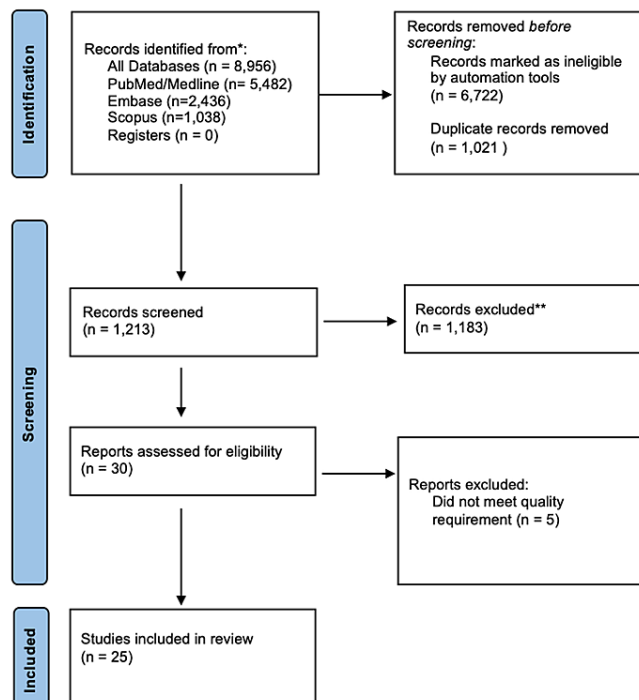 Identification
Records identified from*:
All Databases (n = 8,956)
PubMed/Medline (n= 5,482)
Embase (n=2,436)
Scopus (n=1,038)
Registers (n = 0)
Records removed before
screening:
Records marked as ineligible
by automation tools
(n = 6,722)
Duplicate records removed
(n = 1,021 )
Screening
Records screened
(n = 1,213)
Records excluded**
(n = 1,183)
Reports assessed for eligibility
(n = 30)
Reports excluded:
Did not meet quality
requirement (n = 5)
Included
Studies included in review
(n = 25)